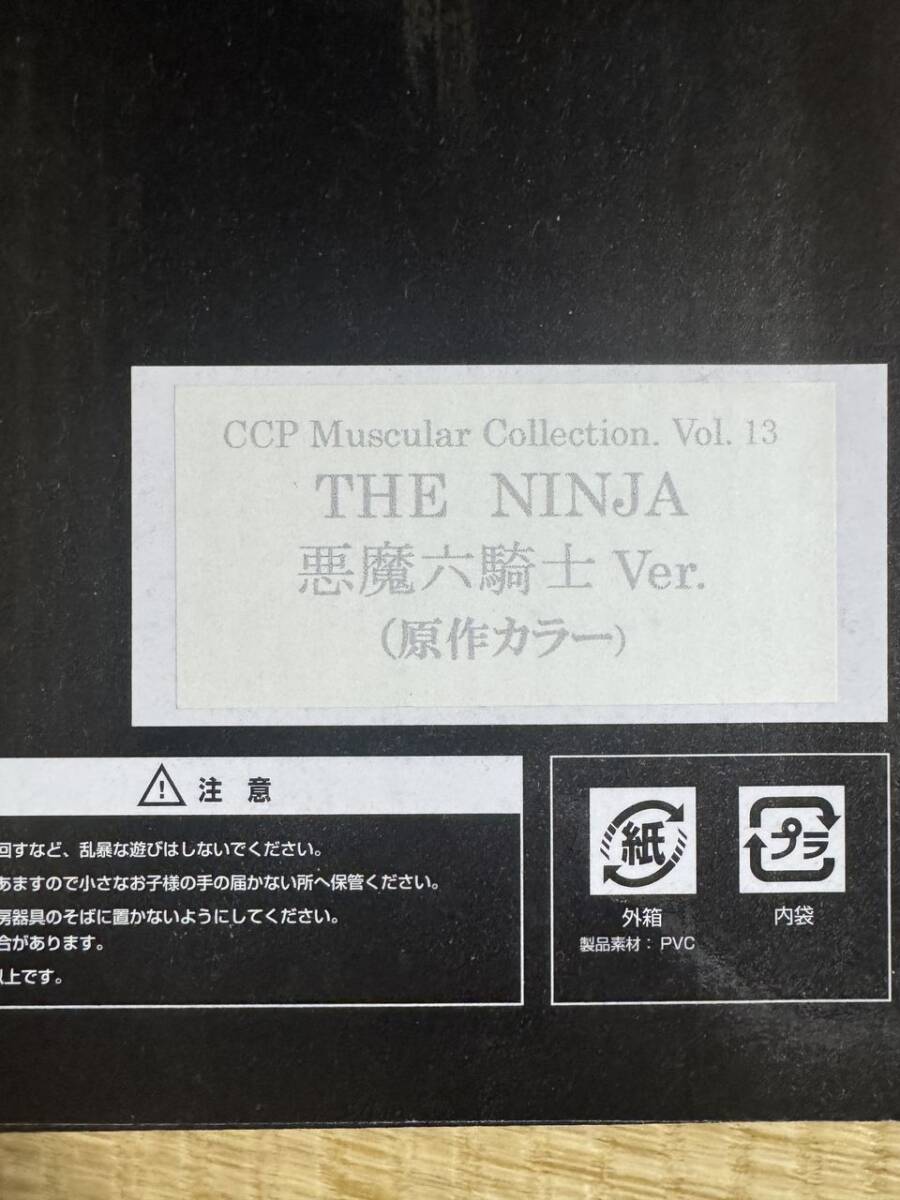 CCP Muscular Collection. Vol. 13
THE NINJA
悪魔六騎士 Ver.
(原作カラー)
注 意
回すなど、乱暴な遊びはしないでください。
あますので小さなお子様の手の届かない所へ保管ください。
房器具のそばに置かないようにしてください。
合があります。
以上です。
紙
外箱
製品素材： PVC
プラ
内袋